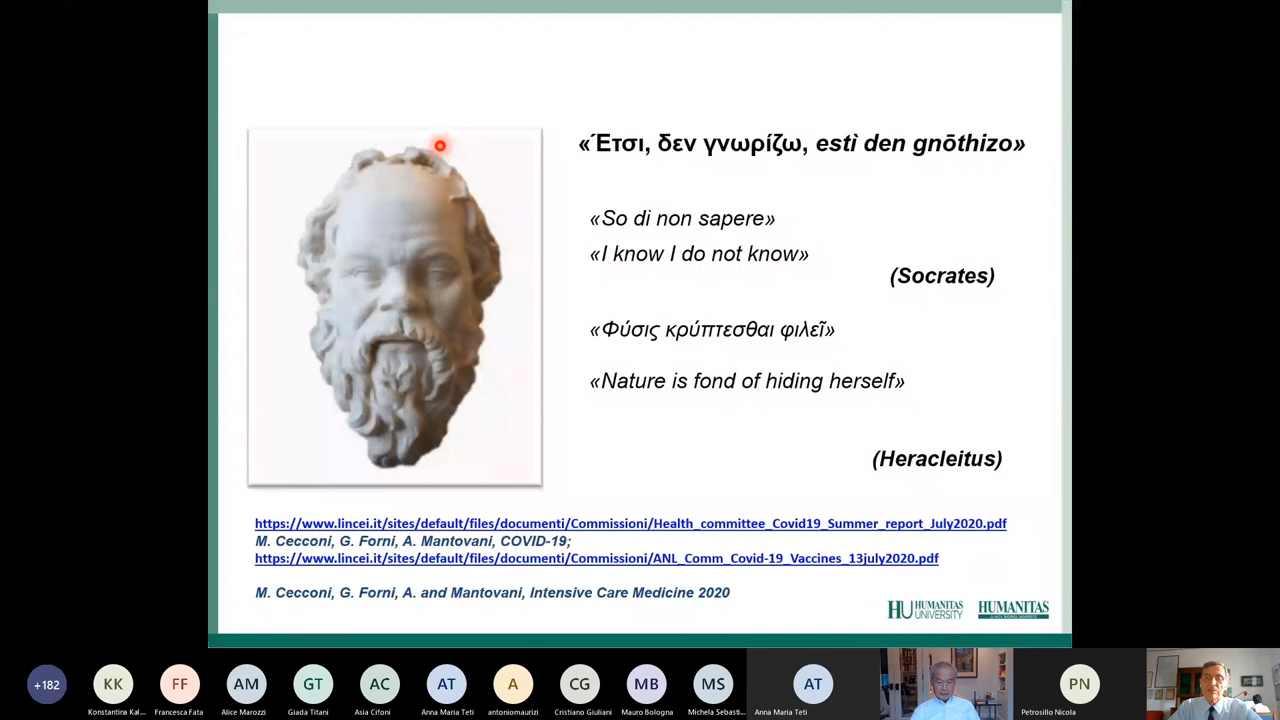 «Έτσι, δεν γνωρίζω, estì den gnōthizo»
«So di non sapere»
«I know I do not know»
(Socrates)
«Φύσις κρύπτεσθαι φιλεῖ»
«Nature is fond of hiding herself»
(Heracleitus)
https://www.lincei.it/sites/default/files/documenti/Commissioni/Health_committee_Covid19_Summer_report_July2020.pdf
M. Cecconi, G. Forni, A. Mantovani, COVID-19;
https://www.lincei.it/sites/default/files/documenti/Commissioni/ANL_Comm_Covid-19_Vaccines_13july2020.pdf
M. Cecconi, G. Forni, A. and Mantovani, Intensive Care Medicine 2020
HU HUMANITAS UNIVERSITY
HUMANITAS
+182 KK FF AM GT AC AT A CG MB MS AT PN
Konstantina Kal... Francesca Fata Alice Marozzi Giada Titani Asia Cifoni Anna Maria Teti antoniomaurizi Cristiano Giuliani Mauro Bologna Michela Sebasti... Anna Maria Teti Petrosillo Nicola